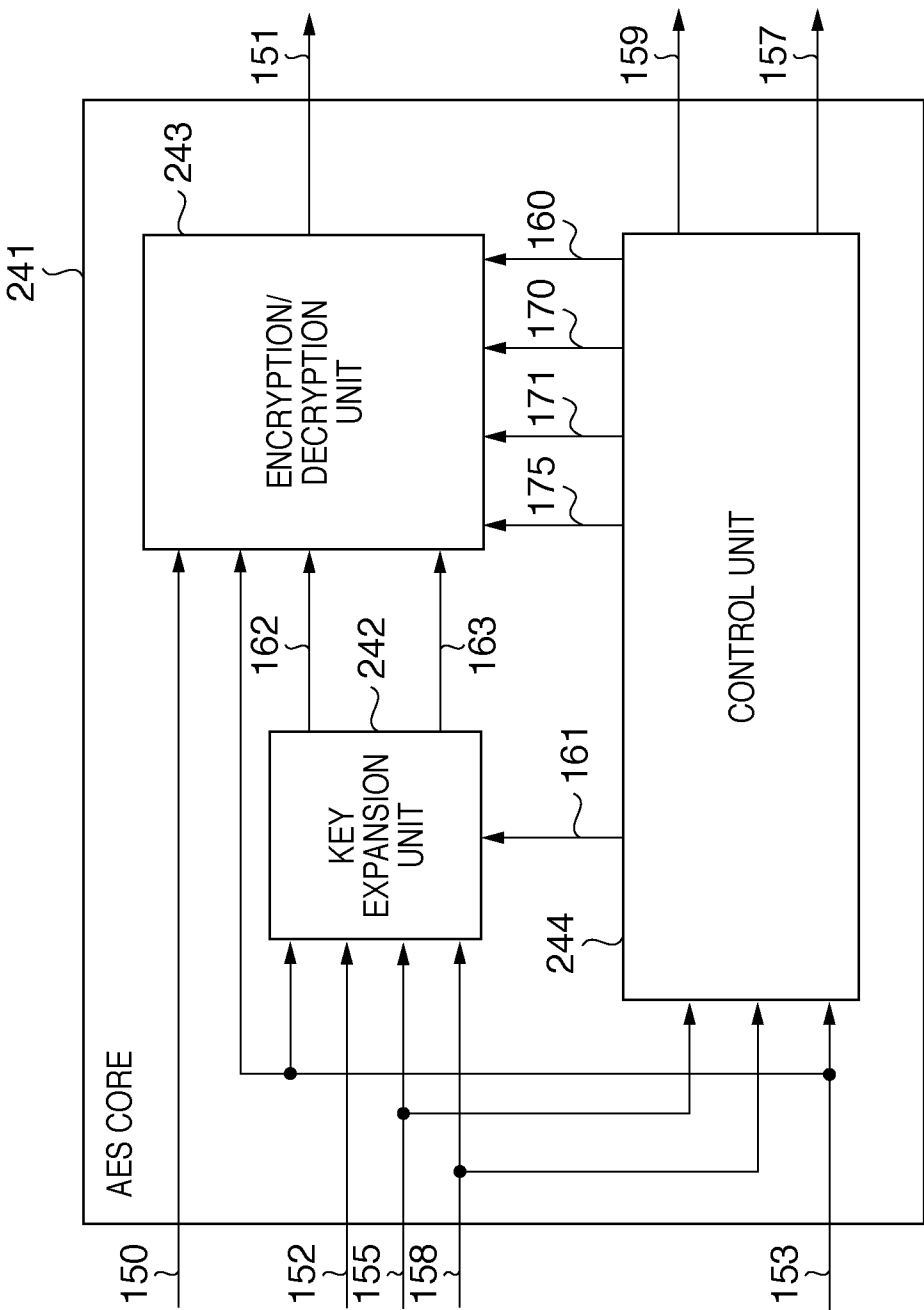 241
AES CORE
150
152
155
158
153
KEY
EXPANSION
UNIT
242
162
163
161
ENCRYPTION/
DECRYPTION
UNIT
243
175
171
170
160
CONTROL UNIT
244
151
159
157